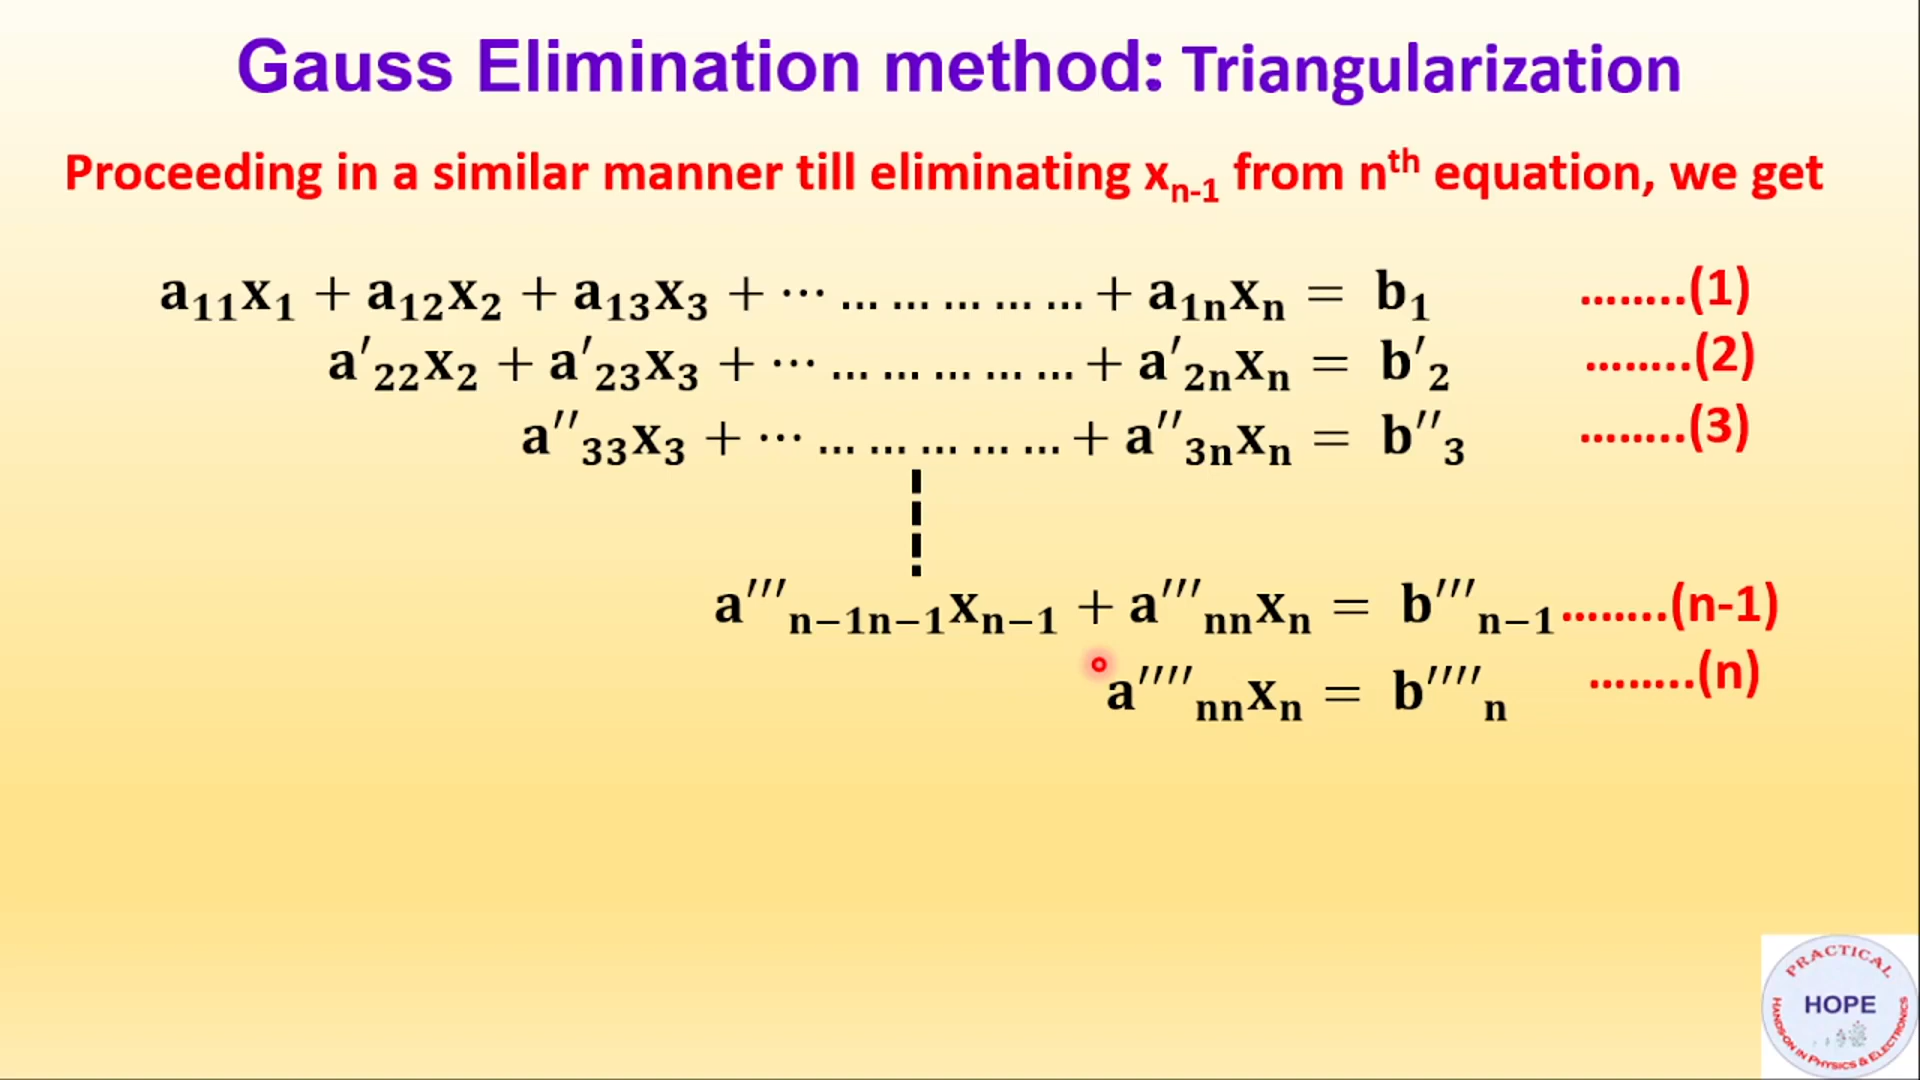 Gauss Elimination method: Triangularization
Proceeding in a similar manner till eliminating xₙ₋₁ from nᵗʰ equation, we get
a₁₁x₁ + a₁₂x₂ + a₁₃x₃ + ⋯ … … … … … + a₁ₙxₙ = b₁ ........(1)
a′₂₂x₂ + a′₂₃x₃ + ⋯ … … … … … + a′₂ₙxₙ = b′₂ ........(2)
a′′₃₃x₃ + ⋯ … … … … … + a′′₃ₙxₙ = b′′₃ ........(3)
a′′′ₙ₋₁ₙ₋₁xₙ₋₁ + a′′′ₙₙxₙ = b′′′ₙ₋₁ ........(n-1)
a′′′′ₙₙxₙ = b′′′′ₙ ........(n)
PRACTICAL
HOPE
HANDS ON IN PHYSICS & ELECTRONICS